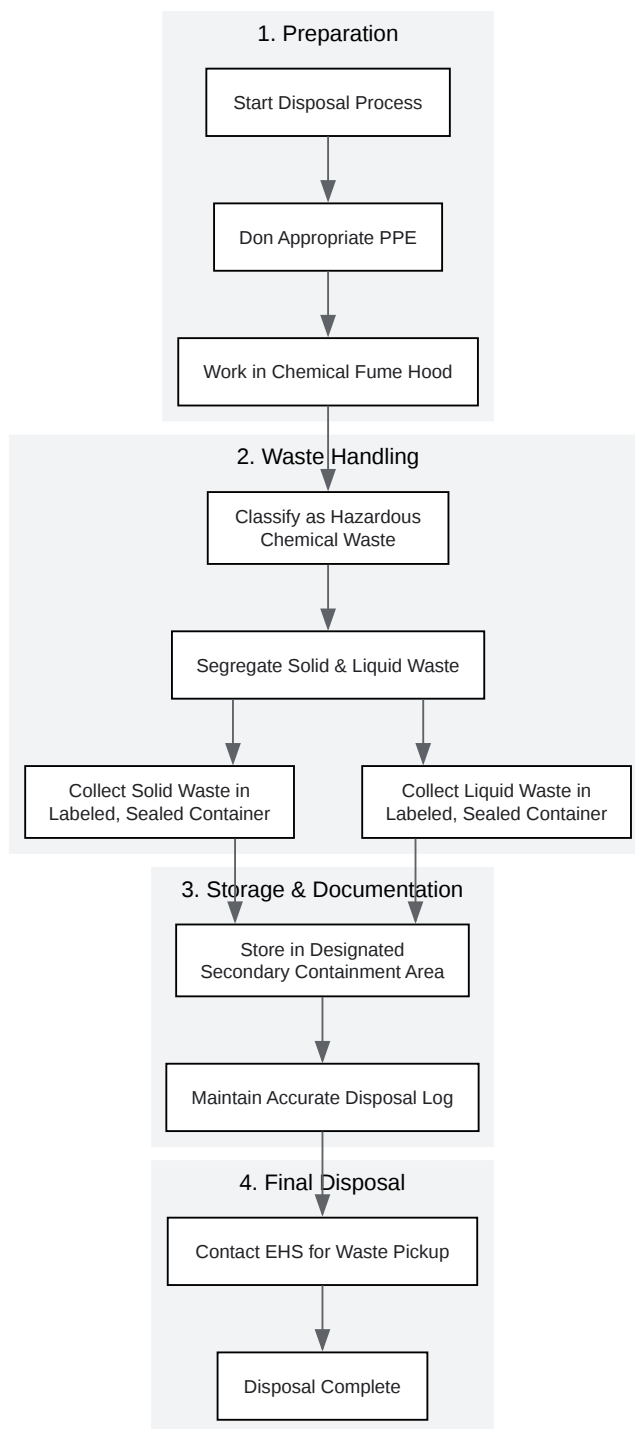 1. Preparation
Start Disposal Process
Don Appropriate PPE
Work in Chemical Fume Hood
2. Waste Handling
Classify as Hazardous
Chemical Waste
Segregate Solid & Liquid Waste
Collect Solid Waste in
Labeled, Sealed Container
Collect Liquid Waste in
Labeled, Sealed Container
3. Storage & Documentation
Store in Designated
Secondary Containment Area
Maintain Accurate Disposal Log
4. Final Disposal
Contact EHS for Waste Pickup
Disposal Complete